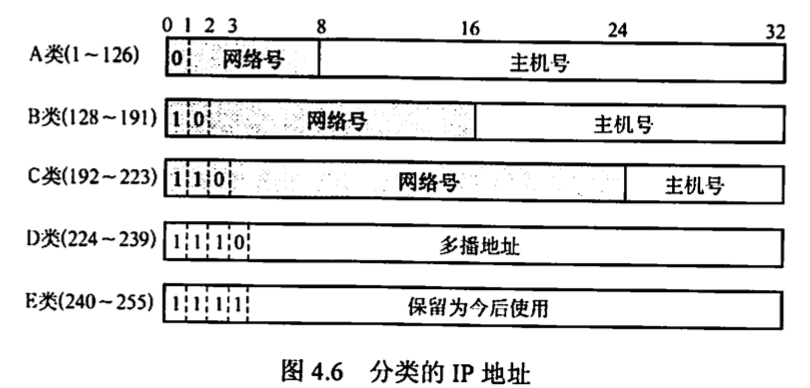 0 1 2 3 8 16 24 32
A类(1~126) 0 网络号 主机号
B类(128~191) 1 0 网络号 主机号
C类(192~223) 1 1 0 网络号 主机号
D类(224~239) 1 1 1 0 多播地址
E类(240~255) 1 1 1 1 保留为今后使用
图 4.6 分类的 IP 地址